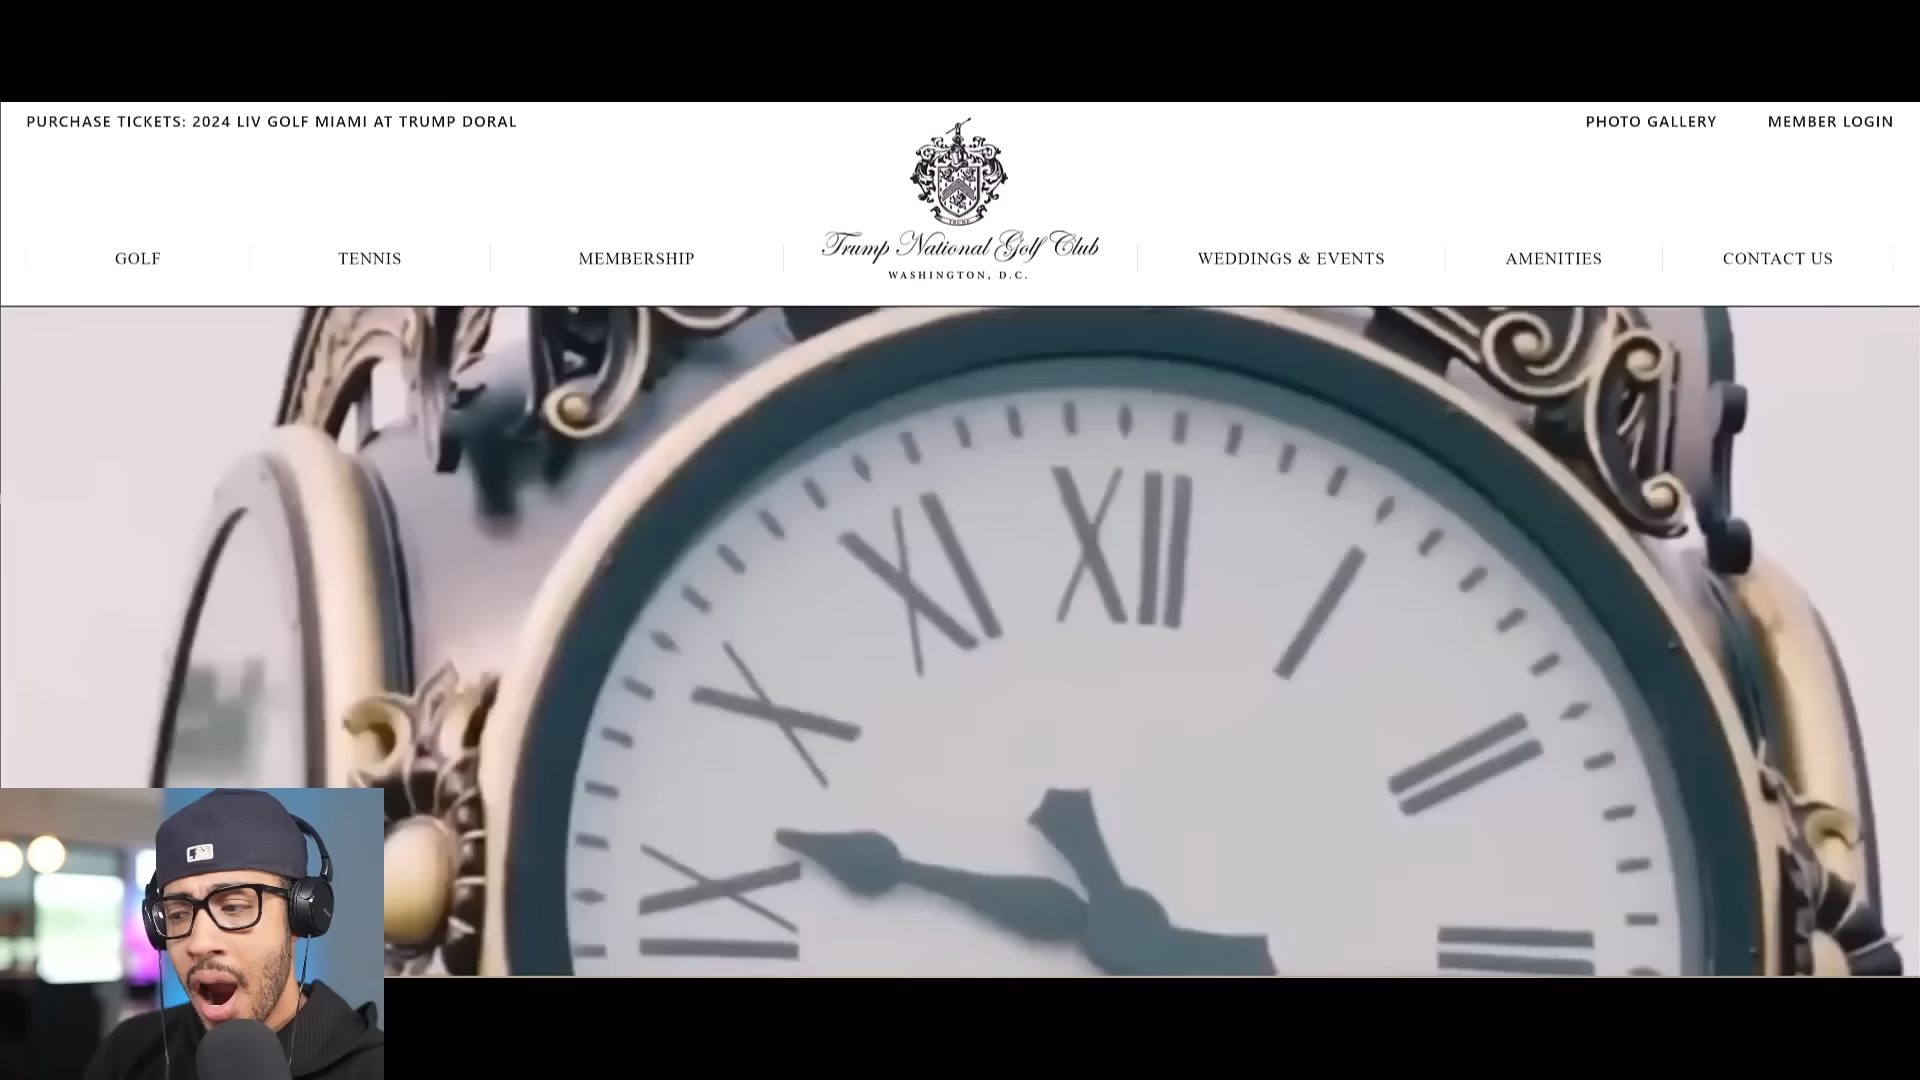 PURCHASE TICKETS: 2024 LIV GOLF MIAMI AT TRUMP DORAL
PHOTO GALLERY
MEMBER LOGIN
GOLF
TENNIS
MEMBERSHIP
TRUMP
Trump National Golf Club
WASHINGTON, D.C.
WEDDINGS & EVENTS
AMENITIES
CONTACT US
XII
I
II
III
IX
X
XI